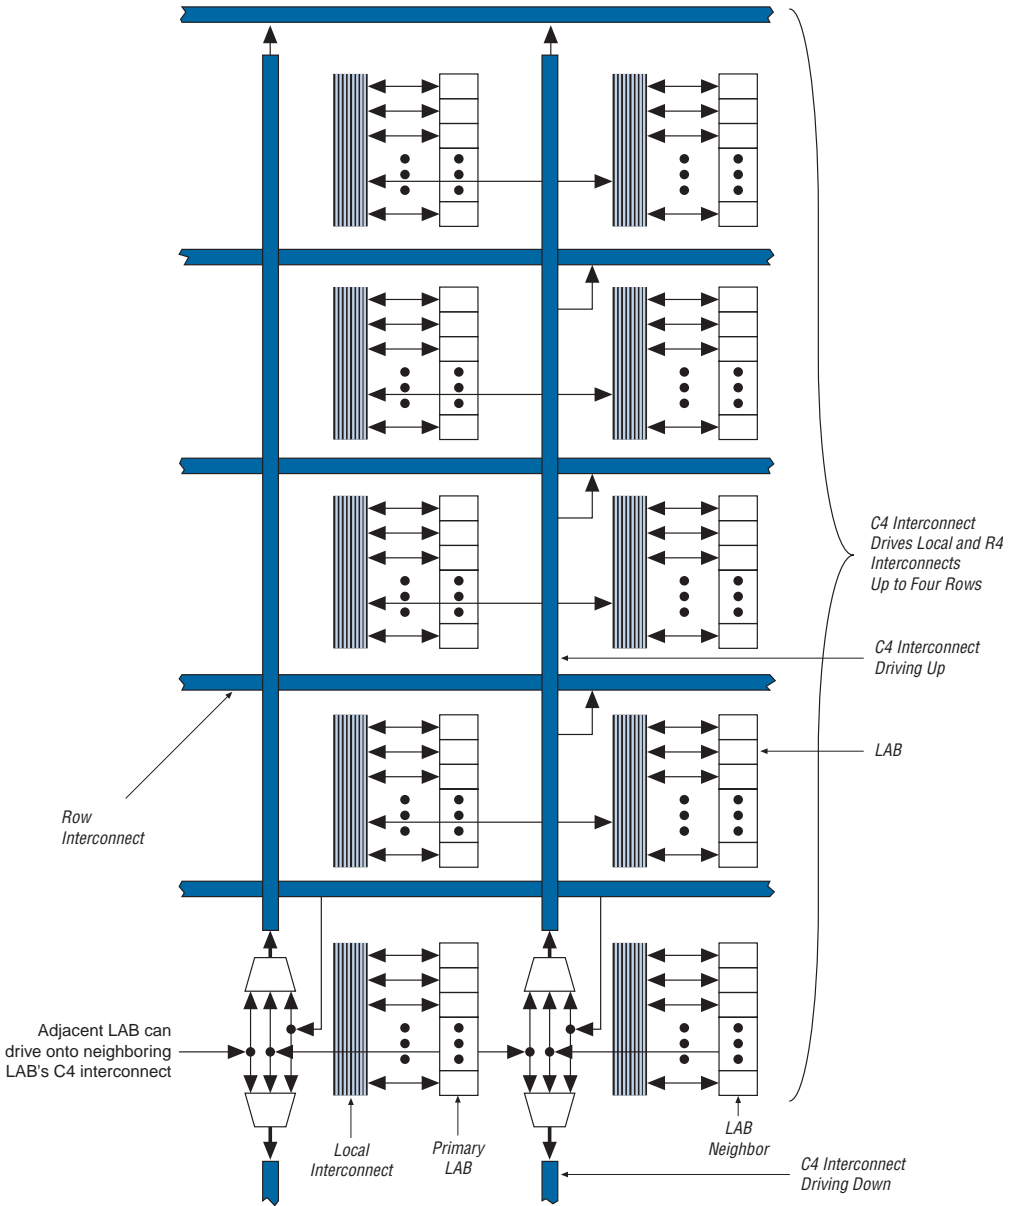 C4 Interconnect
Drives Local and R4
Interconnects
Up to Four Rows
C4 Interconnect
Driving Up
LAB
Row
Interconnect
Adjacent LAB can
drive onto neighboring
LAB's C4 interconnect
Local
Interconnect
Primary
LAB
LAB
Neighbor
C4 Interconnect
Driving Down